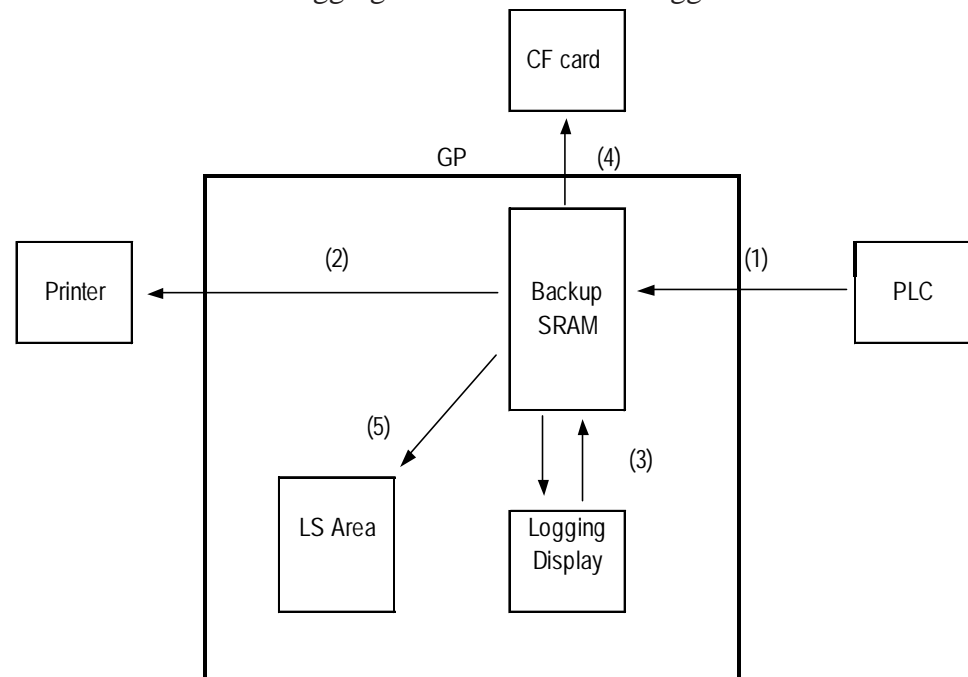 CF card
GP
(4)
(2)
(1)
Printer
Backup
SRAM
PLC
(5)
(3)
LS Area
Logging
Display